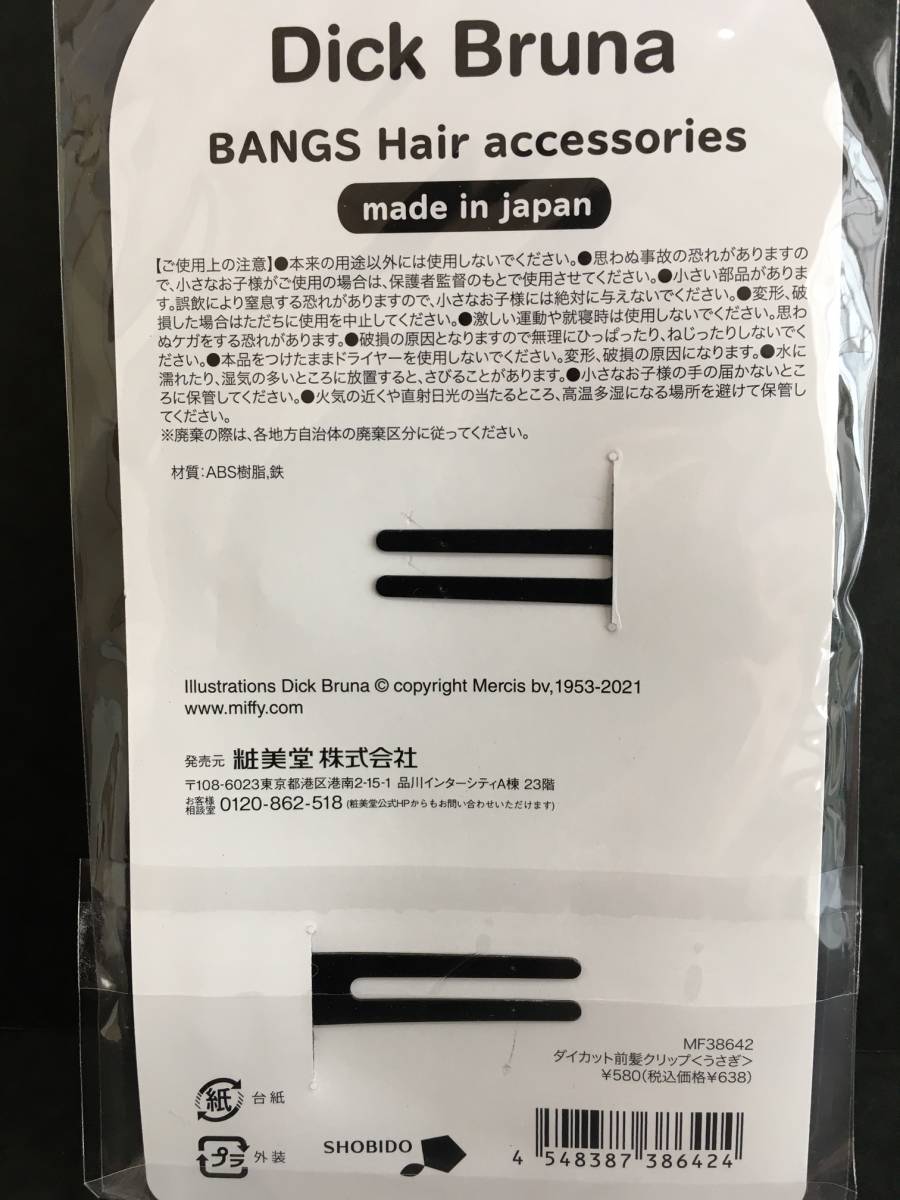 Dick Bruna
BANGS Hair accessories
made in japan
【ご使用上の注意】●本来の用途以外には使用しないでください。●思わぬ事故の恐れがありますの
で、小さなお子様がご使用の場合は、保護者監督のもとで使用させてください。●小さい部品がありま
す。誤飲により窒息する恐れがありますので、小さなお子様には絶対に与えないでください。●変形、破
損した場合はただちに使用を中止してください。●激しい運動や就寝時は使用しないでください。思わ
ぬケガをする恐れがあります。●破損の原因となりますので無理にひっぱったり、ねじったりしないでく
ださい。●本品をつけたままドライヤーを使用しないでください。変形、破損の原因になります。●水に
濡れたり、湿気の多いところに放置すると、さびることがあります。●小さなお子様の手の届かないとこ
ろに保管してください。●火気の近くや直射日光の当たるところ、高温多湿になる場所を避けて保管し
てください。
※廃棄の際は、各地方自治体の廃棄区分に従ってください。
材質:ABS樹脂,鉄
Illustrations Dick Bruna © copyright Mercis bv,1953-2021
www.miffy.com
発売元 粧美堂 株式会社
〒108-6023東京都港区港南2-15-1 品川インターシティA棟 23階
お客様相談室 0120-862-518 (粧美堂公式HPからもお問い合わせいただけます)
MF38642
ダイカット前髪クリップ<うさぎ>
¥580(税込価格¥638)
紙 台紙
プラ 外装
SHOBIDO
4 548387 386424